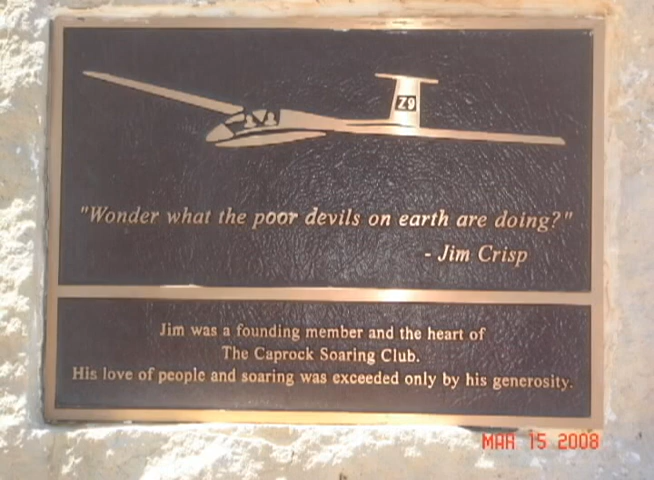 Z9
"Wonder what the poor devils on earth are doing?"
- Jim Crisp
Jim was a founding member and the heart of
The Caprock Soaring Club.
His love of people and soaring was exceeded only by his generosity.
MAR 15 2008